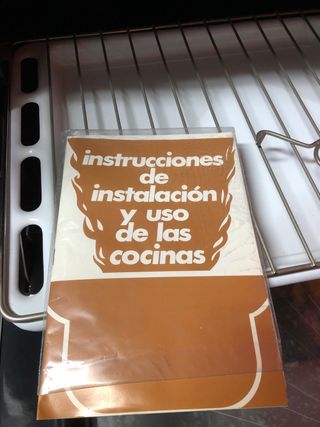 instrucciones
de
instalación
y uso
de las
cocinas